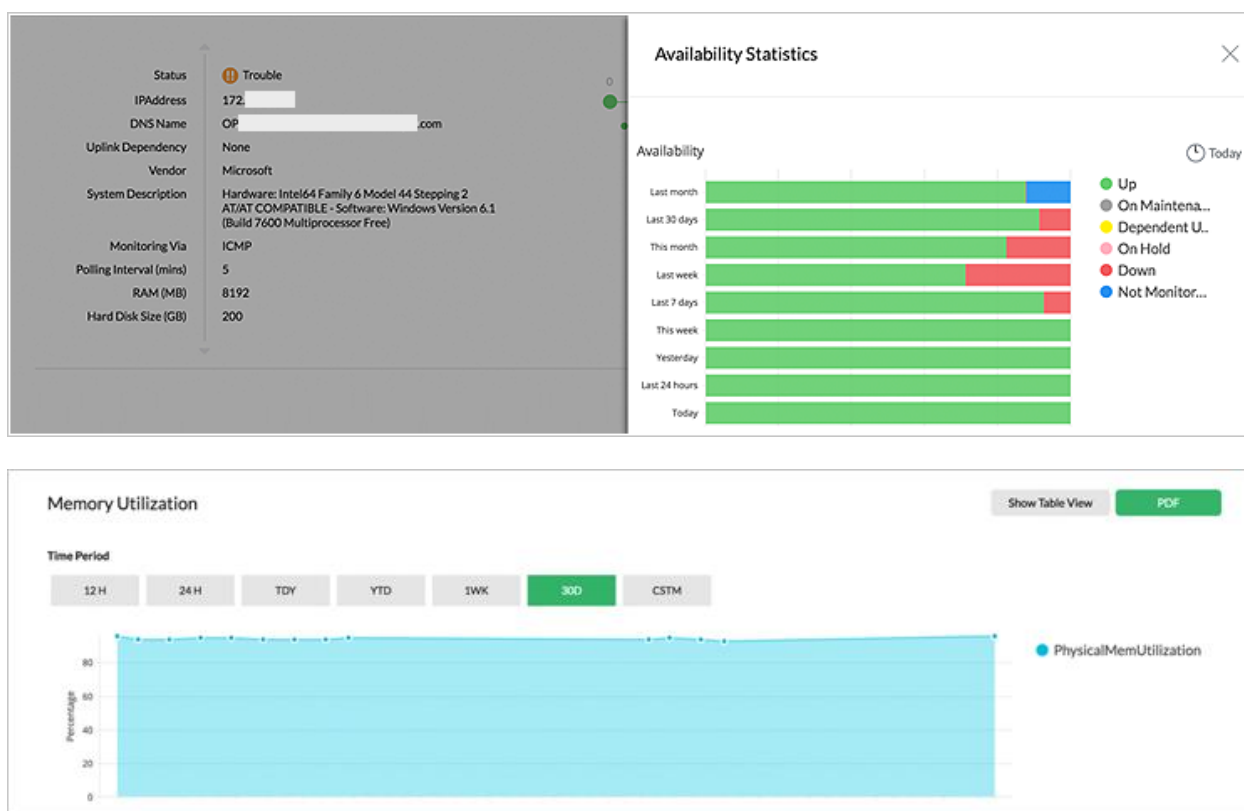 Status Trouble
IPAddress 172.
DNS Name OP .com
Uplink Dependency None
Vendor Microsoft
System Description Hardware: Intel64 Family 6 Model 44 Stepping 2
AT/AT COMPATIBLE - Software: Windows Version 6.1
(Build 7600 Multiprocessor Free)
Monitoring Via ICMP
Polling Interval (mins) 5
RAM (MB) 8192
Hard Disk Size (GB) 200
0
Availability Statistics
Availability
Today
Last month
Last 30 days
This month
Last week
Last 7 days
This week
Yesterday
Last 24 hours
Today
Up
On Maintena...
Dependent U..
On Hold
Down
Not Monitor...
Memory Utilization
Show Table View PDF
Time Period
12 H 24 H TDY YTD 1WK 30D CSTM
Percentage
80
60
40
20
0
PhysicalMemUtilization